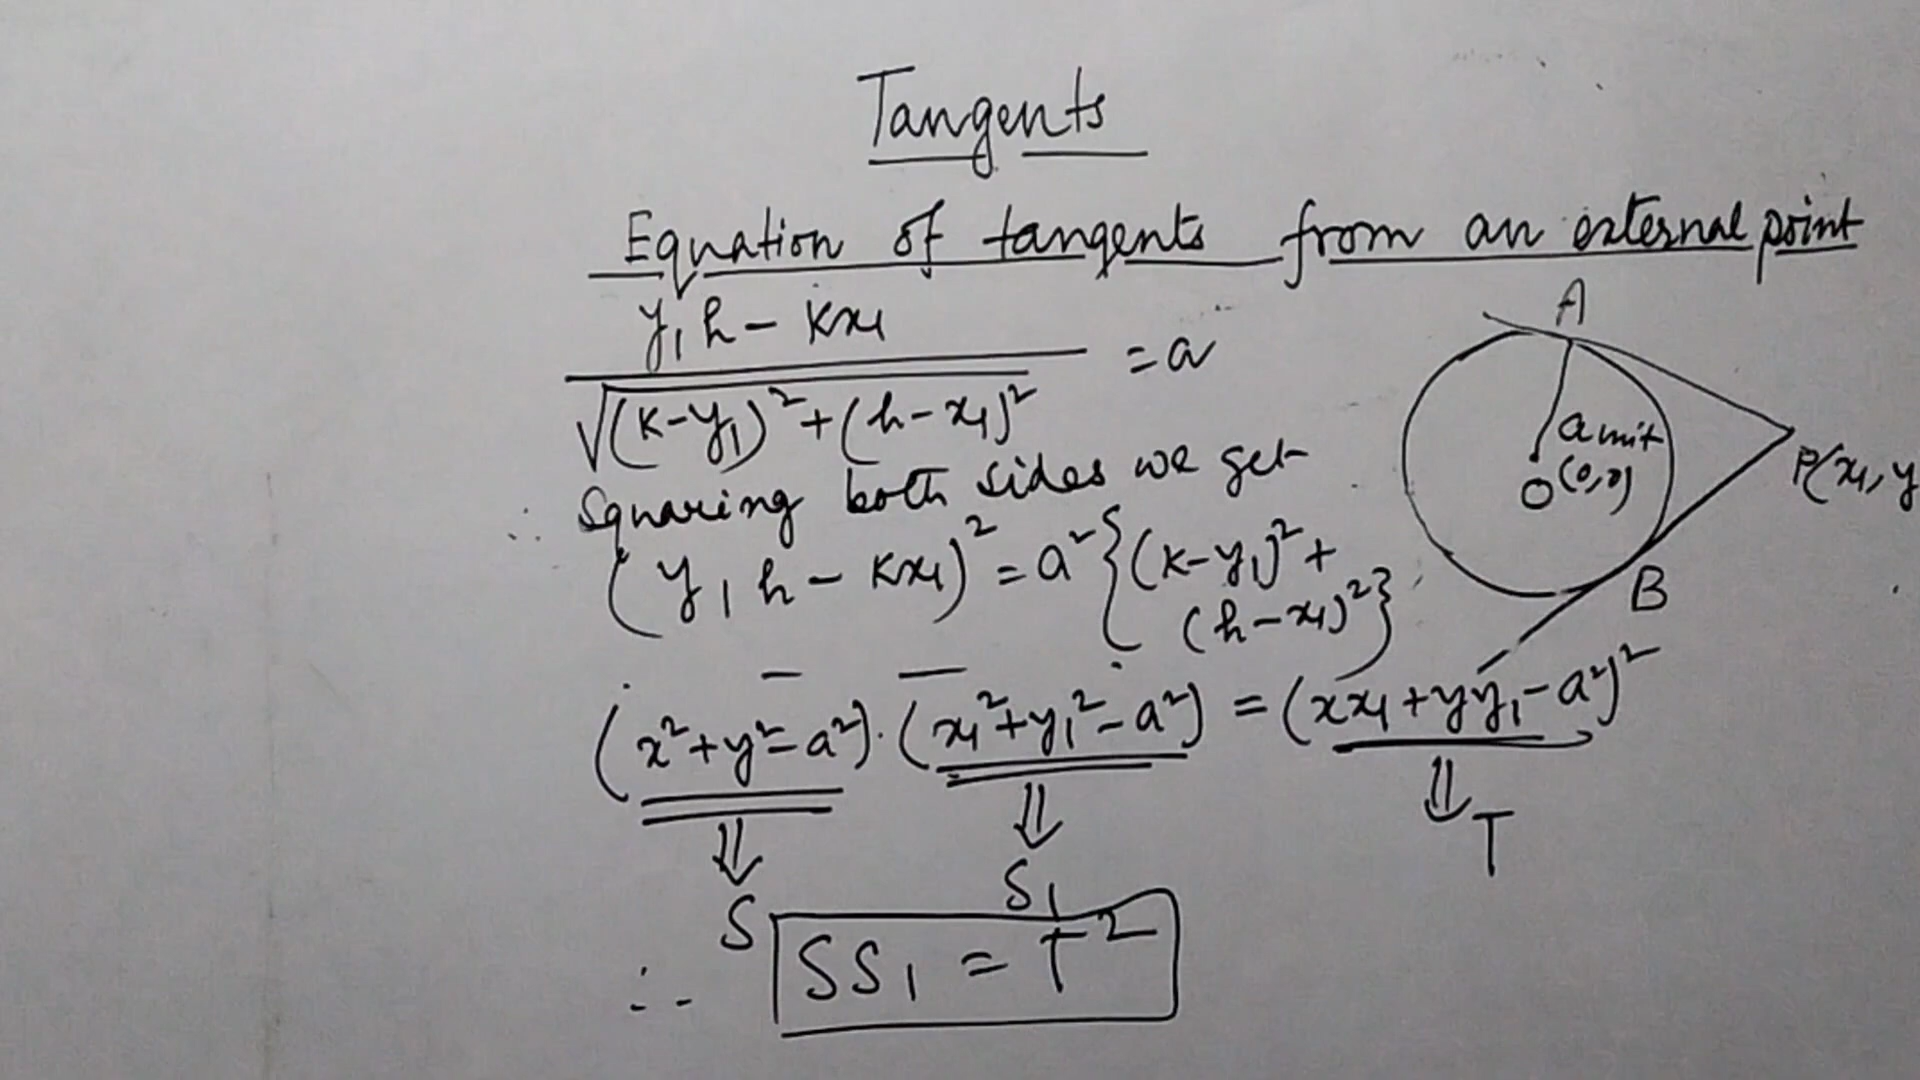 Tangents
Equation of tangents from an external point
y₁h - kx₁
= a
√(k-y₁)²+(h-x₁)²
Squaring both sides we get
(y₁h - kx₁)² = a²{(k-y₁)²+
(h-x₁)²}
(x²+y²-a²).(x₁²+y₁²-a²) = (xx₁+yy₁-a²)²
⇓ ⇓ ⇓
S S₁ T
∴ SS₁ = T²
A
a unit
O(0,0)
P(x₁, y
B